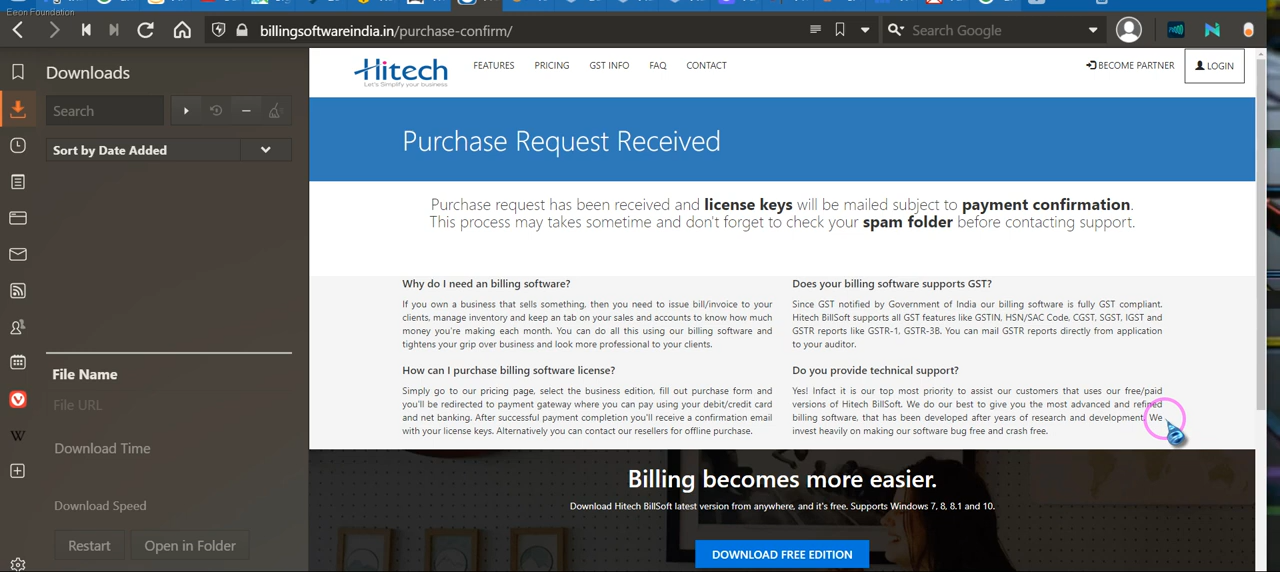 Eeon Foundation
billingsoftwareindia.in/purchase-confirm/
Search Google
Downloads
Search
Sort by Date Added
File Name
File URL
Download Time
Download Speed
Restart
Open in Folder
W
Hitech
Let's Simplify your business
FEATURES
PRICING
GST INFO
FAQ
CONTACT
BECOME PARTNER
LOGIN
Purchase Request Received
Purchase request has been received and license keys will be mailed subject to payment confirmation.
This process may takes sometime and don't forget to check your spam folder before contacting support.
Why do I need an billing software?
If you own a business that sells something, then you need to issue bill/invoice to your
clients, manage inventory and keep an tab on your sales and accounts to know how much
money you're making each month. You can do all this using our billing software and
tightens your grip over business and look more professional to your clients.
How can I purchase billing software license?
Simply go to our pricing page, select the business edition, fill out purchase form and
you'll be redirected to payment gateway where you can pay using your debit/credit card
and net banking. After successful payment completion you'll receive a confirmation email
with your license keys. Alternatively you can contact our resellers for offline purchase.
Does your billing software supports GST?
Since GST notified by Government of India our billing software is fully GST compliant.
Hitech BillSoft supports all GST features like GSTIN, HSN/SAC Code, CGST, SGST, IGST and
GSTR reports like GSTR-1, GSTR-3B. You can mail GSTR reports directly from application
to your auditor.
Do you provide technical support?
Yes! Infact it is our top most priority to assist our customers that uses our free/paid
versions of Hitech BillSoft. We do our best to give you the most advanced and refined
billing software, that has been developed after years of research and development. We
invest heavily on making our software bug free and crash free.
Billing becomes more easier.
Download Hitech BillSoft latest version from anywhere, and it's free. Supports Windows 7, 8, 8.1 and 10.
DOWNLOAD FREE EDITION